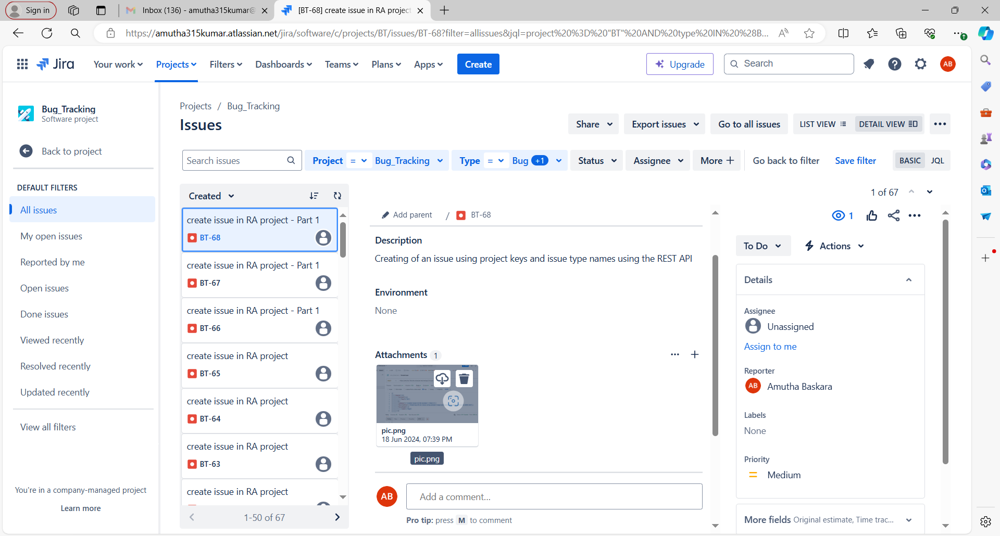 Sign in
Inbox (136) - amutha315kumar@
[BT-68] create issue in RA project
https://amutha315kumar.atlassian.net/jira/software/c/projects/BT/issues/BT-68?filter=allissues&jql=project%20%3D%20"BT"%20AND%20type%20IN%20%28B...
Jira
Your work
Projects
Filters
Dashboards
Teams
Plans
Apps
Create
Upgrade
Search
AB
Bug_Tracking
Software project
Back to project
DEFAULT FILTERS
All issues
My open issues
Reported by me
Open issues
Done issues
Viewed recently
Resolved recently
Updated recently
View all filters
You're in a company-managed project
Learn more
Projects / Bug_Tracking
Issues
Share
Export issues
Go to all issues
LIST VIEW
DETAIL VIEW
Search issues
Project = Bug_Tracking
Type = Bug +1
Status
Assignee
More
Go back to filter
Save filter
BASIC
JQL
Created
create issue in RA project - Part 1
BT-68
create issue in RA project - Part 1
BT-67
create issue in RA project - Part 1
BT-66
create issue in RA project
BT-65
create issue in RA project
BT-64
create issue in RA project
BT-63
create issue in RA project
1-50 of 67
1 of 67
Add parent / BT-68
Description
Creating of an issue using project keys and issue type names using the REST API
Environment
None
Attachments 1
pic.png
18 Jun 2024, 07:39 PM
pic.png
AB
Add a comment...
Pro tip: press M to comment
1
To Do
Actions
Details
Assignee
Unassigned
Assign to me
Reporter
AB Amutha Baskara
Labels
None
Priority
Medium
More fields Original estimate, Time trac...